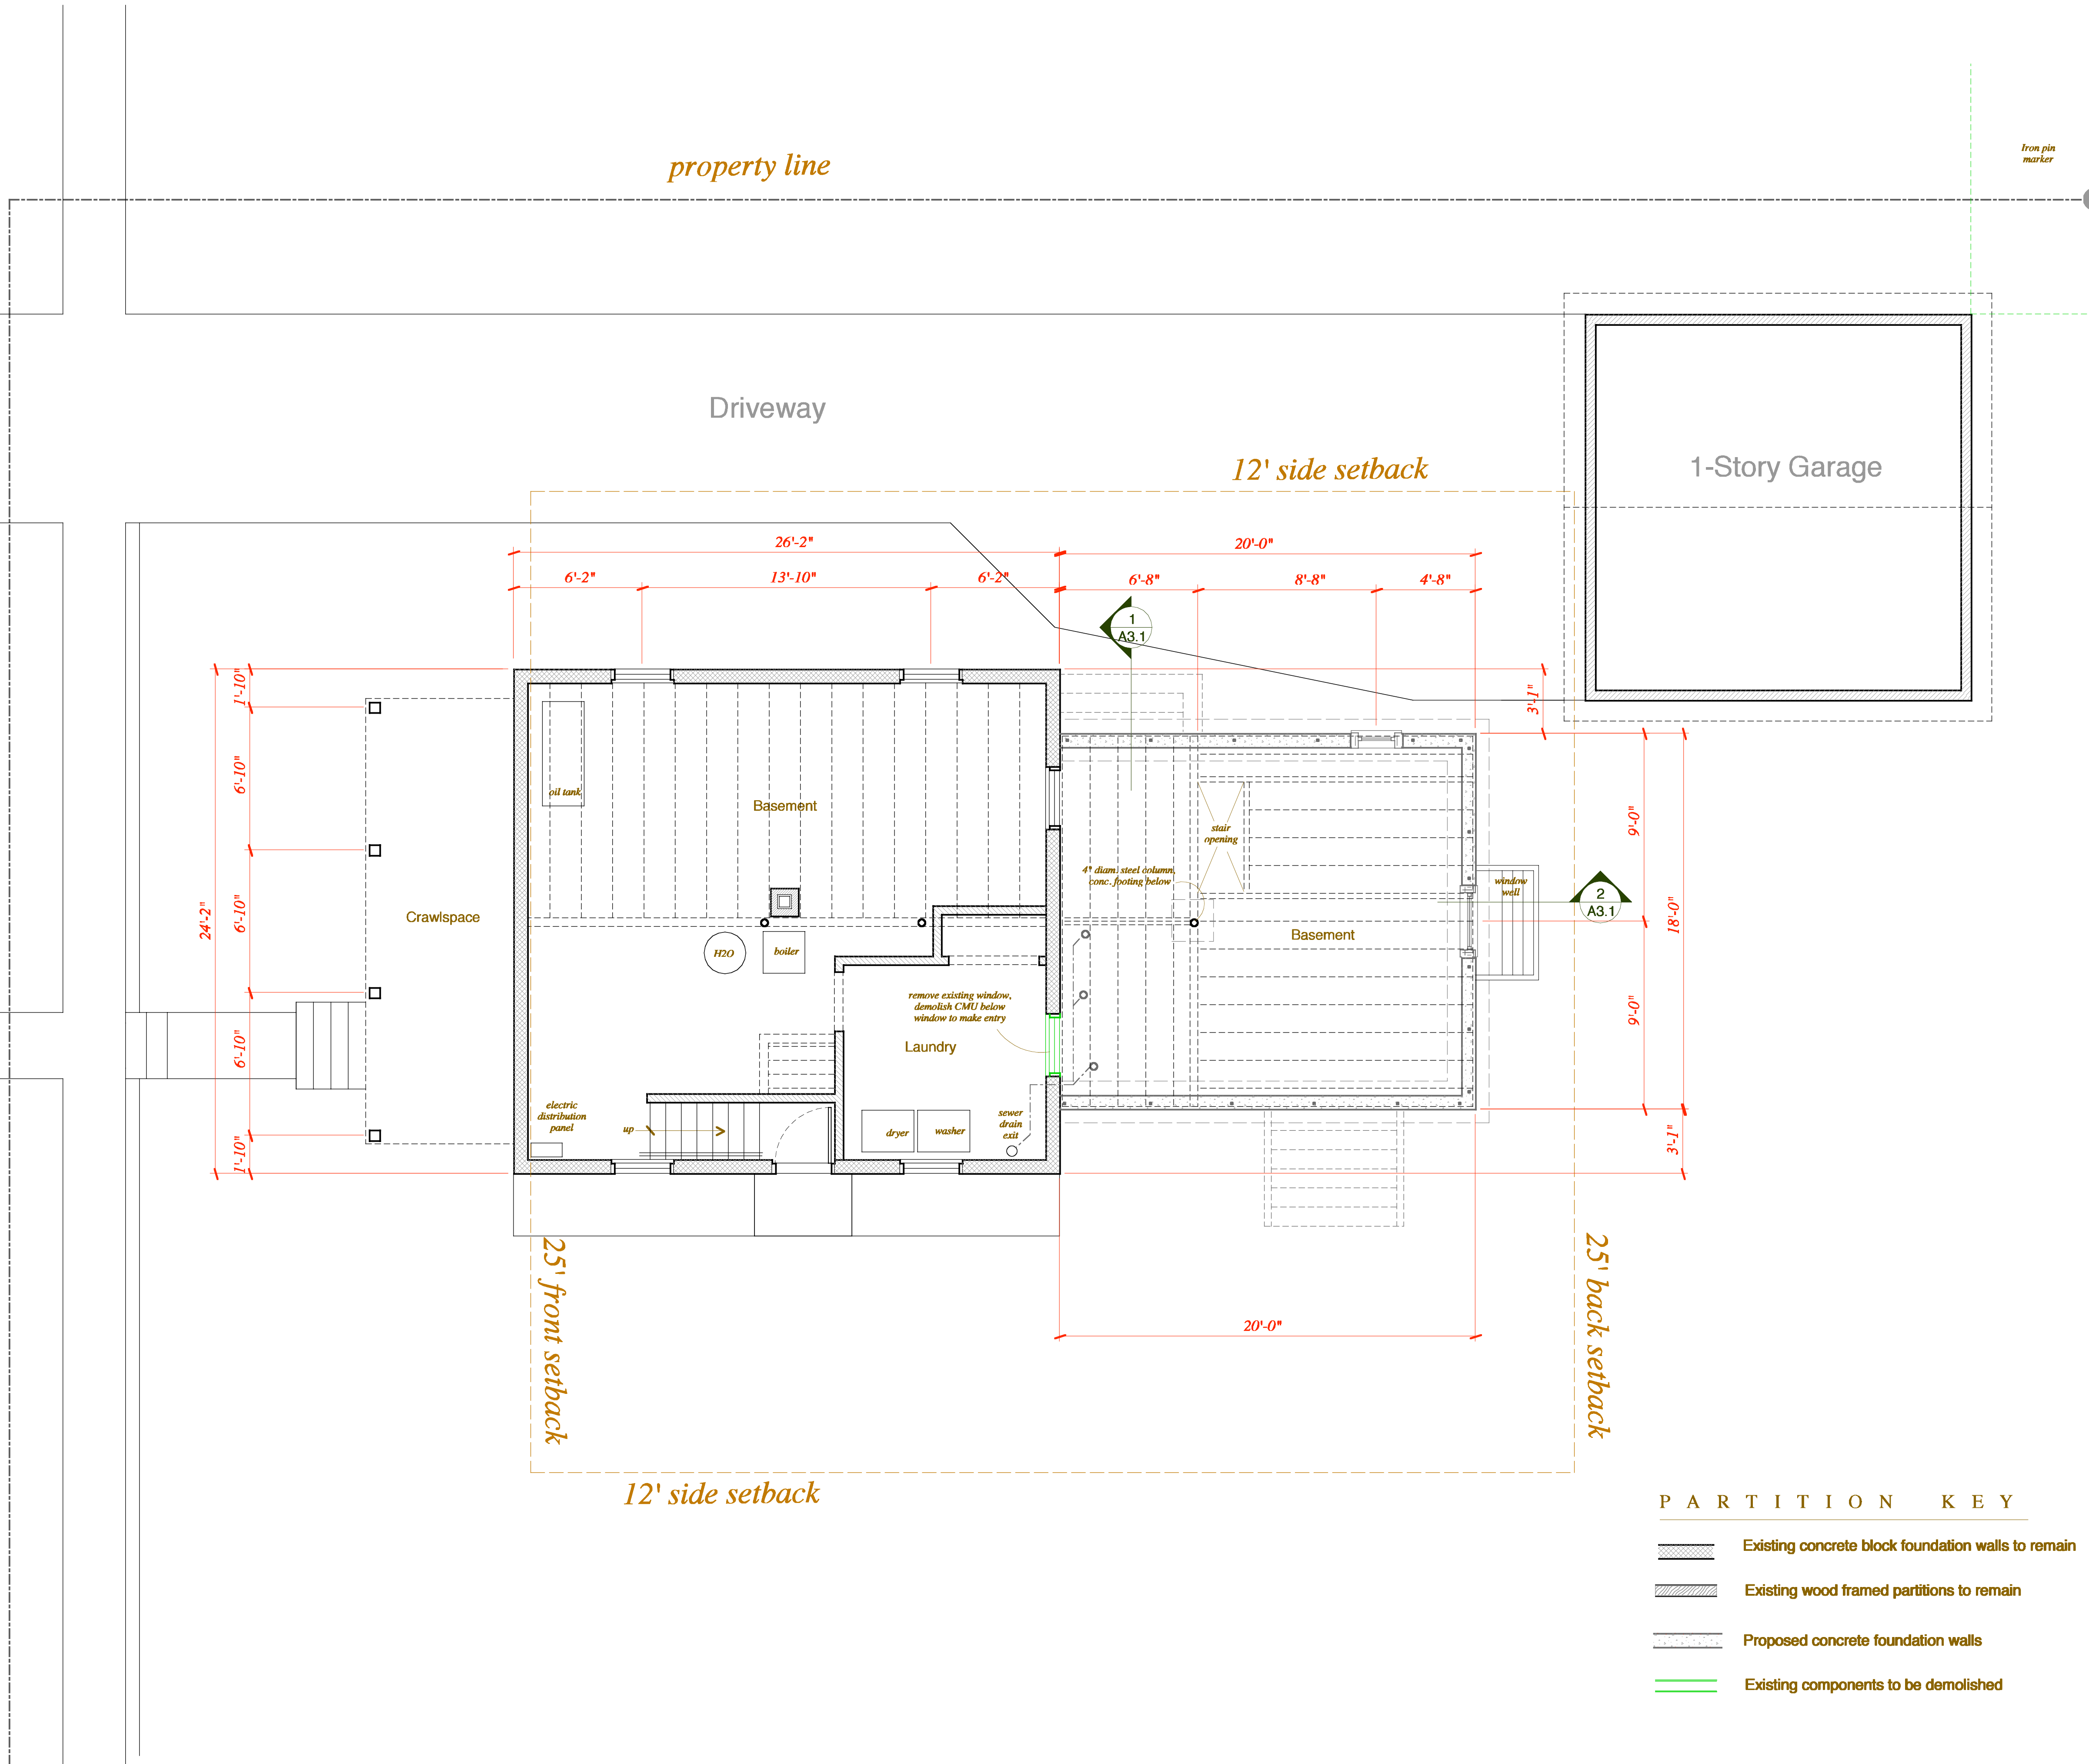 Iron pin
marker
property line
Driveway
1-Story Garage
12' side setback
26'-2"
20'-0"
6'-2"
13'-10"
6'-2"
6'-8"
8'-8"
4'-8"
1
A3.1
1'-10"
3'-1"
6'-10"
oil tank
Basement
stair
opening
9'-0"
4" diam. steel column,
conc. footing below
window
well
2
A3.1
24'-2"
6'-10"
Crawlspace
18'-0"
Basement
H2O
boiler
remove existing window,
demolish CMU below
window to make entry
9'-0"
6'-10"
Laundry
electric
distribution
panel
up
dryer
washer
sewer
drain
exit
1'-10"
3'-1"
25' front setback
25' back setback
20'-0"
12' side setback
PARTITION KEY
Existing concrete block foundation walls to remain
Existing wood framed partitions to remain
Proposed concrete foundation walls
Existing components to be demolished